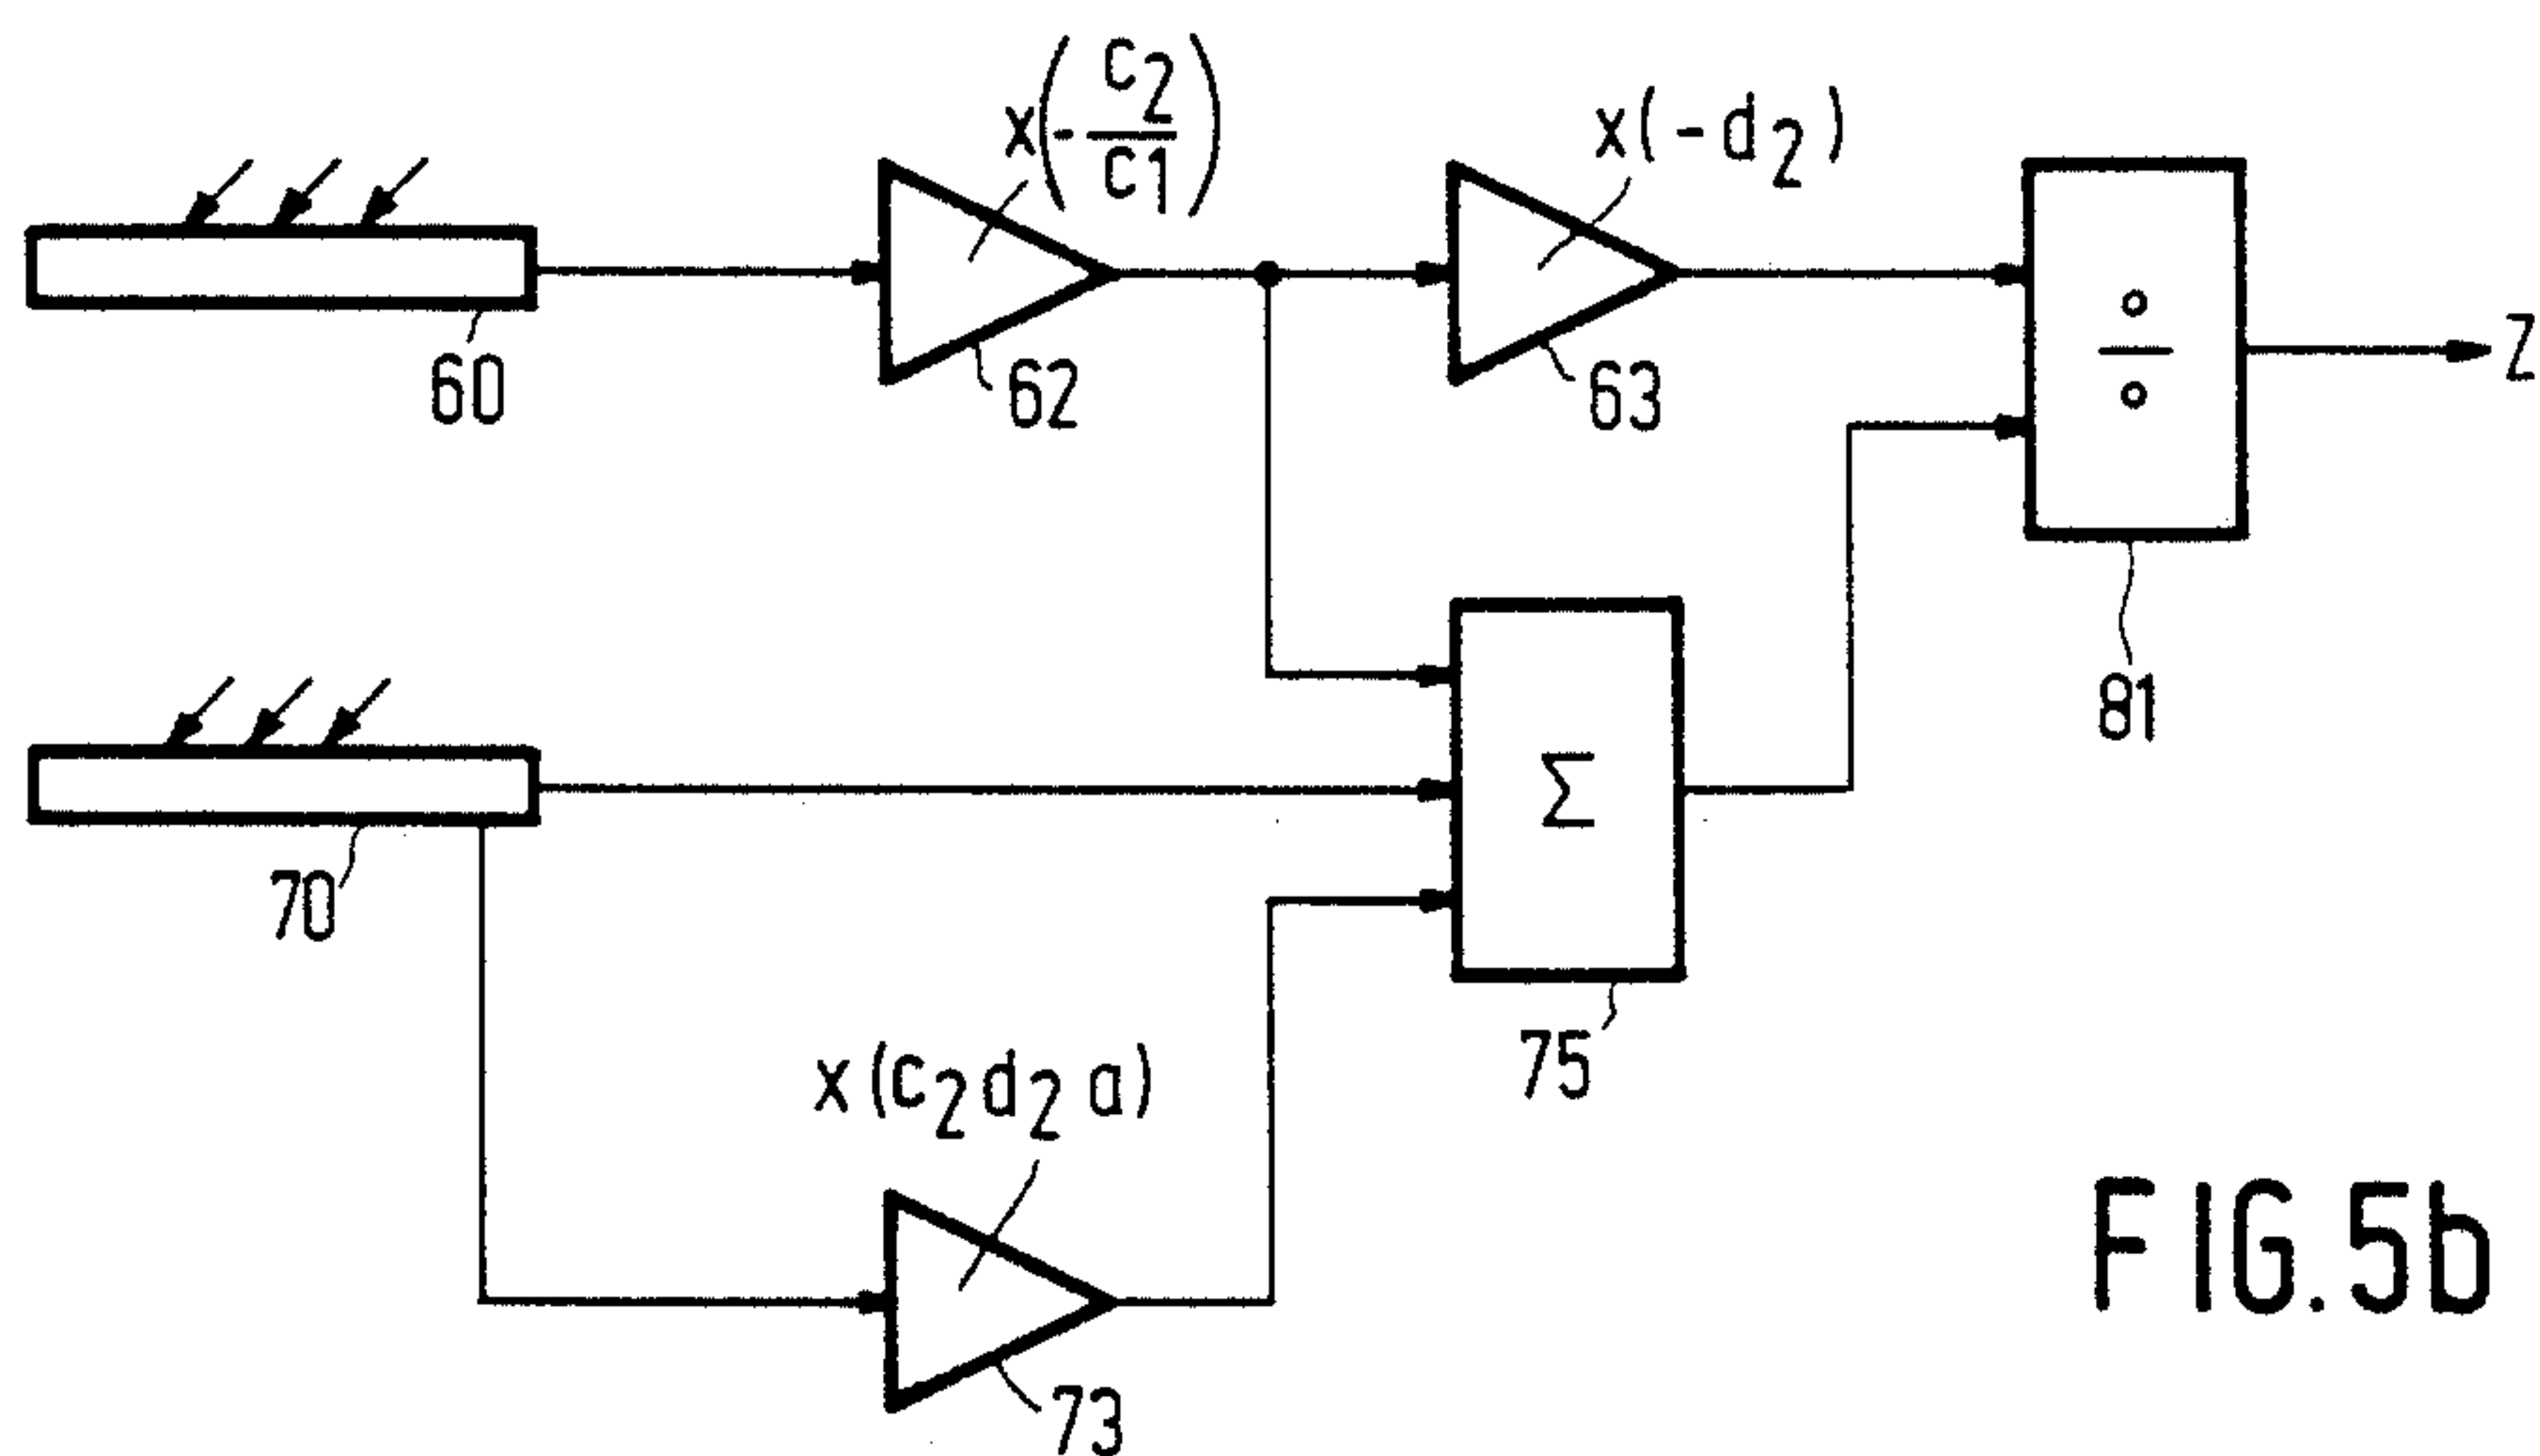 x(-c₂/c1)
x(-d₂)
60
62
63
÷
Z
81
70
Σ
75
x(c₂d₂a)
73
FIG.5b